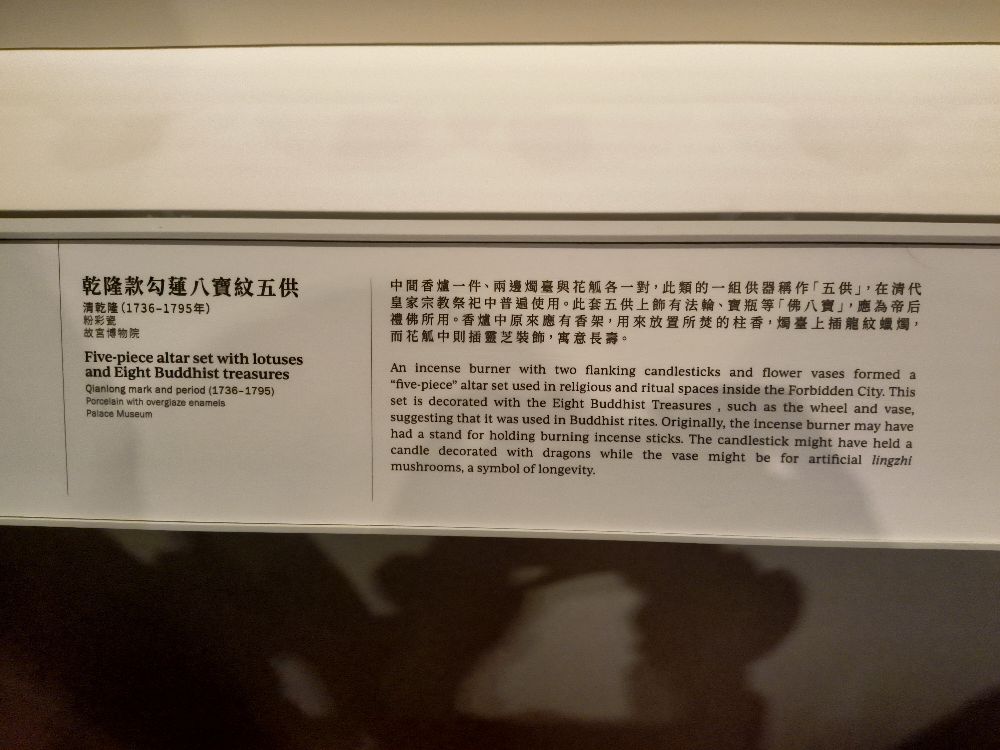 乾隆款勾蓮八寶紋五供
清乾隆（1736–1795年）
粉彩瓷
故宮博物院
Five-piece altar set with lotuses
and Eight Buddhist treasures
Qianlong mark and period (1736–1795)
Porcelain with overglaze enamels
Palace Museum
中間香爐一件、兩邊燭臺與花觚各一對，此類的一組供器稱作「五供」，在清代
皇家宗教祭祀中普遍使用。此套五供上飾有法輪、寶瓶等「佛八寶」，應為帝后
禮佛所用。香爐中原來應有香架，用來放置所焚的柱香，燭臺上插龍紋蠟燭，
而花觚中則插靈芝裝飾，寓意長壽。
An incense burner with two flanking candlesticks and flower vases formed a
“five-piece” altar set used in religious and ritual spaces inside the Forbidden City. This
set is decorated with the Eight Buddhist Treasures , such as the wheel and vase,
suggesting that it was used in Buddhist rites. Originally, the incense burner may have
had a stand for holding burning incense sticks. The candlestick might have held a
candle decorated with dragons while the vase might be for artificial lingzhi
mushrooms, a symbol of longevity.